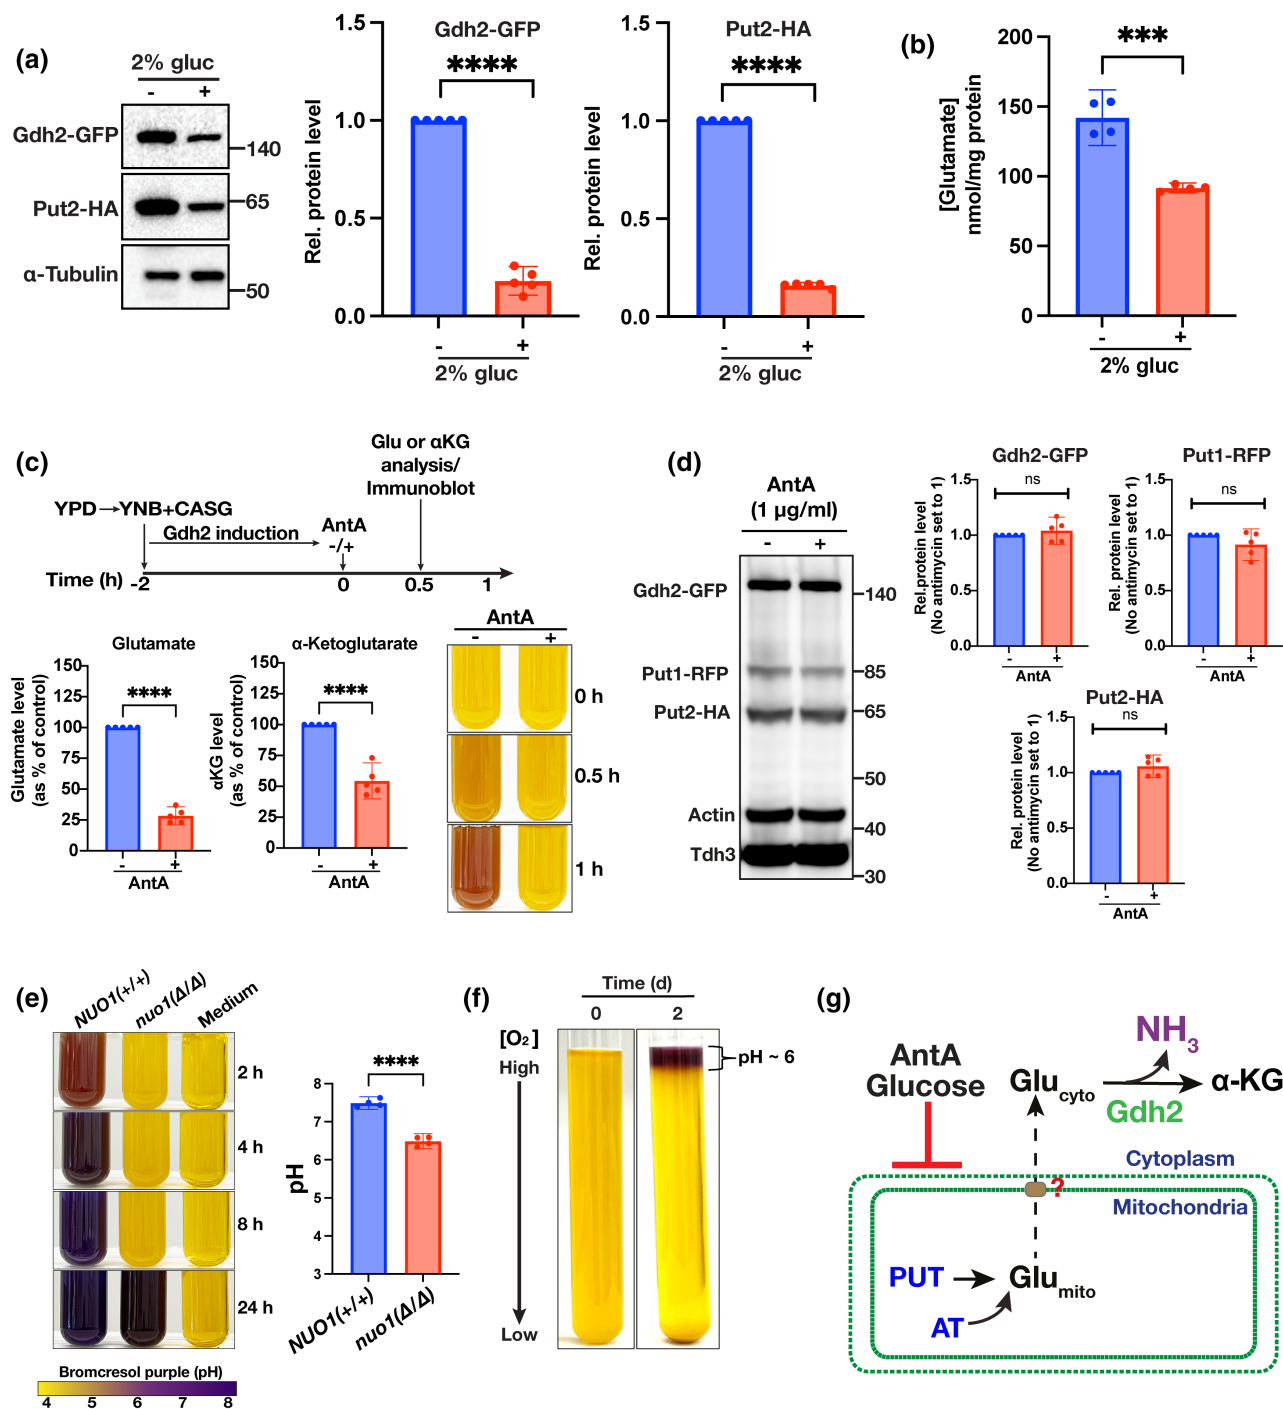 (a)
2% gluc
- +
Gdh2-GFP
140
Put2-HA
65
α-Tubulin
50
Gdh2-GFP
Rel. protein level
1.5
1.0
0.5
0.0
****
- +
2% gluc
Put2-HA
Rel. protein level
1.5
1.0
0.5
0.0
****
- +
2% gluc
(b)
[Glutamate]
nmol/mg protein
200
150
100
50
0
***
- +
2% gluc
(c)
Glu or αKG
analysis/
Immunoblot
YPD→YNB+CASG
Gdh2 induction
AntA
-/+
Time (h) -2 0 0.5 1
Glutamate
Glutamate level
(as % of control)
150
125
100
75
50
25
0
****
- +
AntA
α-Ketoglutarate
αKG level
(as % of control)
150
125
100
75
50
25
0
****
- +
AntA
AntA
- +
0 h
0.5 h
1 h
(d)
AntA
(1 µg/ml)
- +
Gdh2-GFP
140
Put1-RFP
85
Put2-HA
65
50
Actin
40
Tdh3
30
Gdh2-GFP
Rel.protein level
(No antimycin set to 1)
1.5
1.0
0.5
0.0
ns
- +
AntA
Put1-RFP
Rel. protein level
(No antimycin set to 1)
1.5
1.0
0.5
0.0
ns
- +
AntA
Put2-HA
Rel. protein level
(No antimycin set to 1)
1.5
1.0
0.5
0.0
ns
- +
AntA
(e)
NUO1(+/+)
nuo1(Δ/Δ)
Medium
2 h
4 h
8 h
24 h
Bromcresol purple (pH)
4 5 6 7 8
pH
8
7
6
5
4
3
****
NUO1(+/+)
nuo1(Δ/Δ)
(f)
Time (d)
0 2
[O2]
High
Low
pH ~ 6
(g)
AntA
Glucose
NH3
Glucyto
α-KG
Gdh2
Cytoplasm
?
Mitochondria
PUT
Glumito
AT